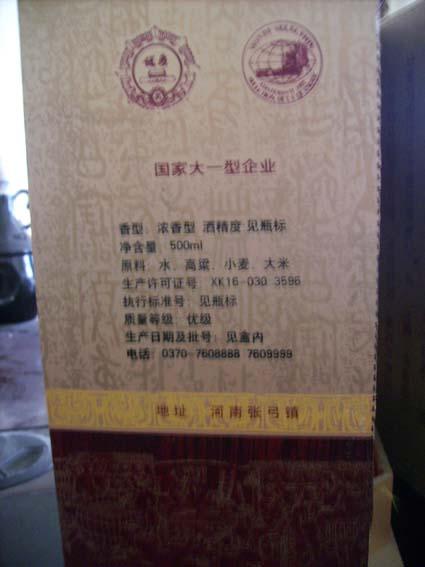 国家大一型企业
香型：浓香型 酒精度 见瓶标
净含量：500ml
原料：水、高粱、小麦、大米
生产许可证号：XK16-030 3596
执行标准号：见瓶标
质量等级：优级
生产日期及批号：见盒内
电话：0370-7608888 7609999
地址 河南张弓镇